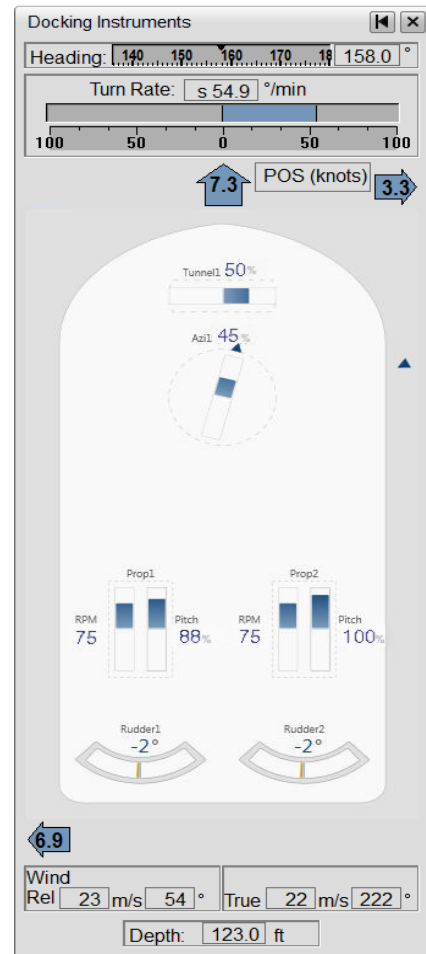 Docking Instruments
Heading: 140 150 160 170 18 158.0 °
Turn Rate: s 54.9 °/min
100 50 0 50 100
7.3 POS (knots) 3.3
Tunnel1 50%
Azi1 45%
Prop1 Prop2
RPM 75 Pitch 88% RPM 75 Pitch 100%
Rudder1 Rudder2
-2° -2°
6.9
Wind
Rel 23 m/s 54 ° True 22 m/s 222 °
Depth: 123.0 ft